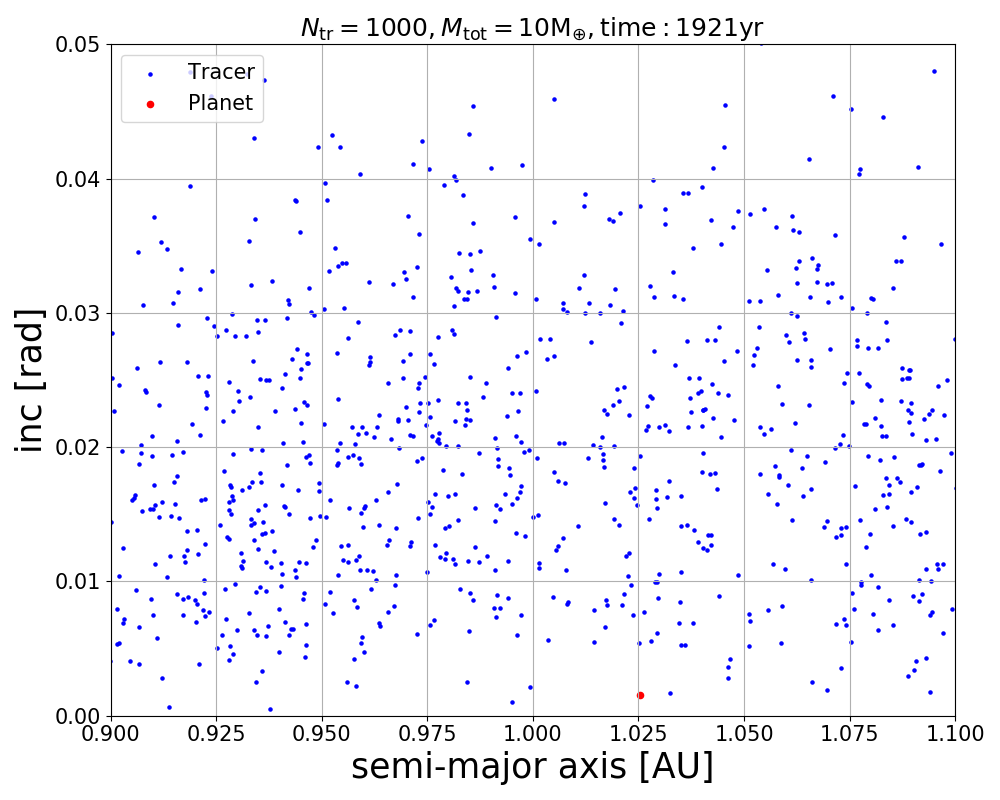 N_tr = 1000, M_tot = 10M_⊕, time : 1921yr
Tracer
Planet
0.05
0.04
0.03
0.02
0.01
0.00
inc [rad]
0.900 0.925 0.950 0.975 1.000 1.025 1.050 1.075 1.100
semi-major axis [AU]